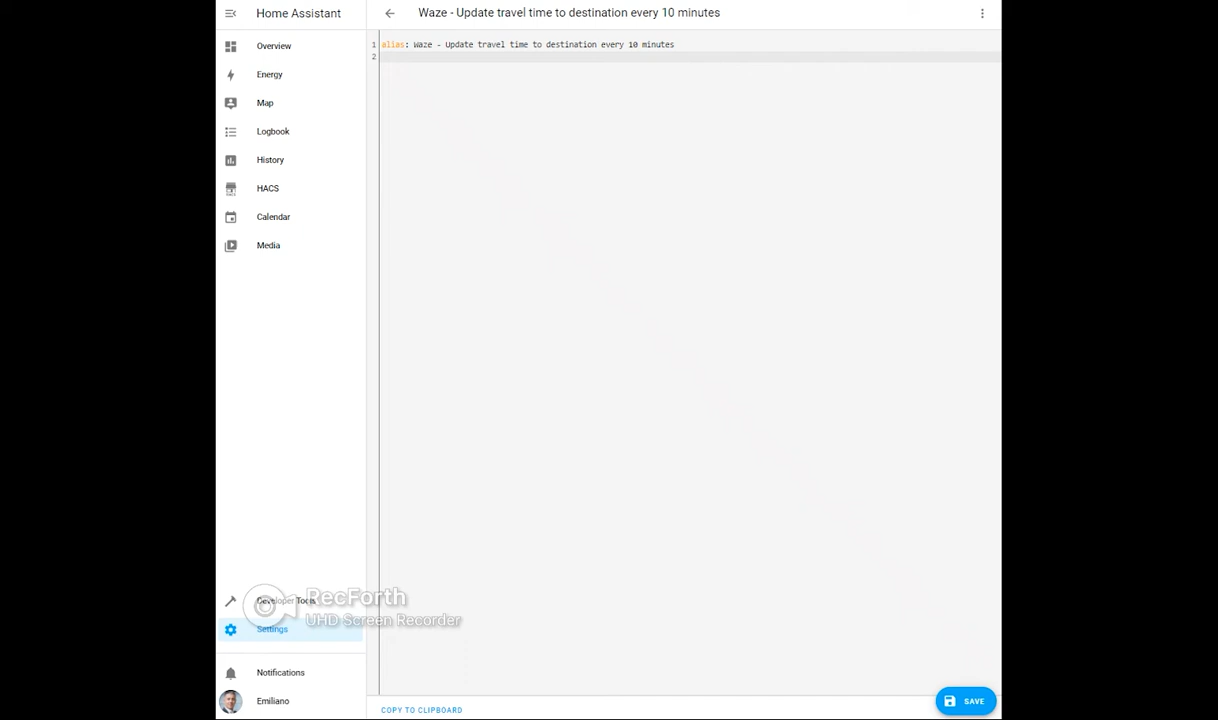 Home Assistant
Waze - Update travel time to destination every 10 minutes
1 alias: Waze - Update travel time to destination every 10 minutes
2
Overview
Energy
Map
Logbook
History
HACS
Calendar
Media
Developer Tools
RecForth
UHD Screen Recorder
Settings
Notifications
Emiliano
COPY TO CLIPBOARD
SAVE